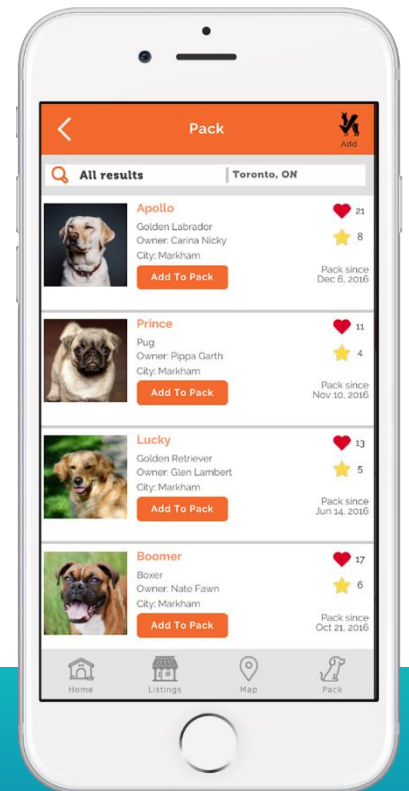 Pack
Add
All results
Toronto, ON
Apollo
Golden Labrador
Owner: Carina Nicky
City: Markham
Add To Pack
21
8
Pack since
Dec 6, 2016
Prince
Pug
Owner: Pippa Garth
City: Markham
Add To Pack
11
4
Pack since
Nov 10, 2016
Lucky
Golden Retriever
Owner: Glen Lambert
City: Markham
Add To Pack
13
5
Pack since
Jun 14, 2016
Boomer
Boxer
Owner: Nate Fawn
City: Markham
Add To Pack
17
6
Pack since
Oct 21, 2016
Home
Listings
Map
Pack